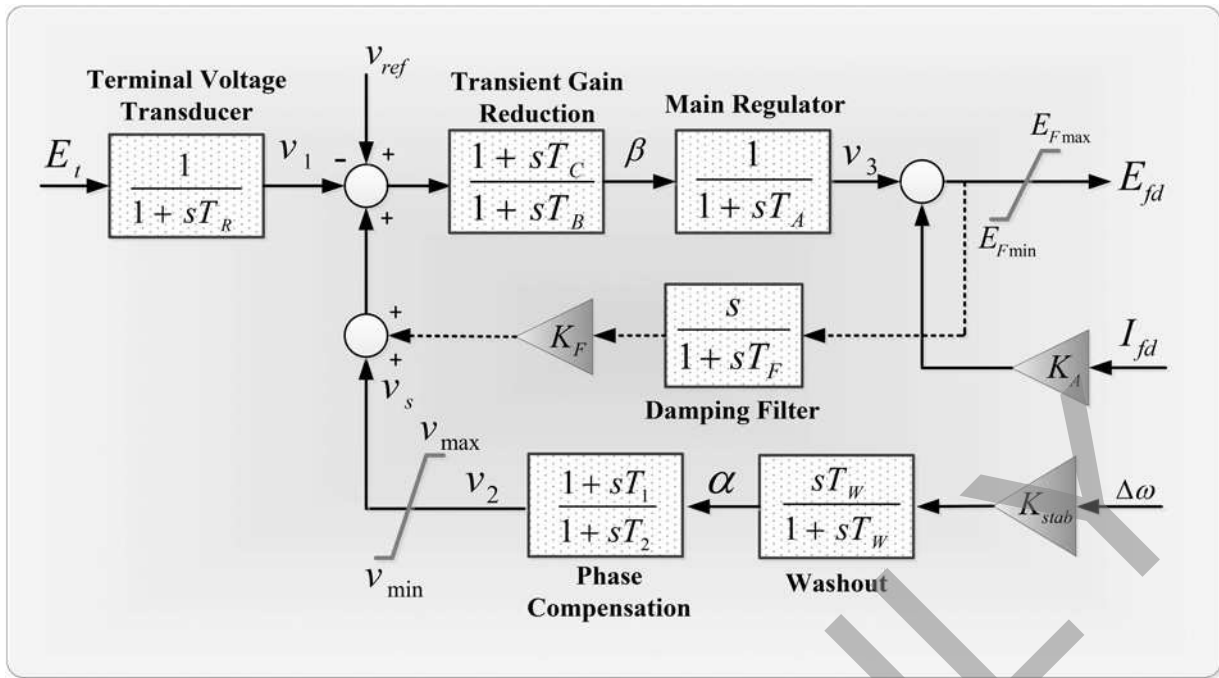 v_ref
Terminal Voltage
Transducer
Transient Gain
Reduction
Main Regulator
E_t
1
1 + sT_R
v_1
-
+
+
1 + sT_C
1 + sT_B
β
1
1 + sT_A
v_3
E_Fmax
E_Fmin
E_fd
+
+
K_F
s
1 + sT_F
Damping Filter
I_fd
K_A
v_s
v_max
v_min
v_2
1 + sT_1
1 + sT_2
Phase
Compensation
α
sT_W
1 + sT_W
Washout
K_stab
Δω